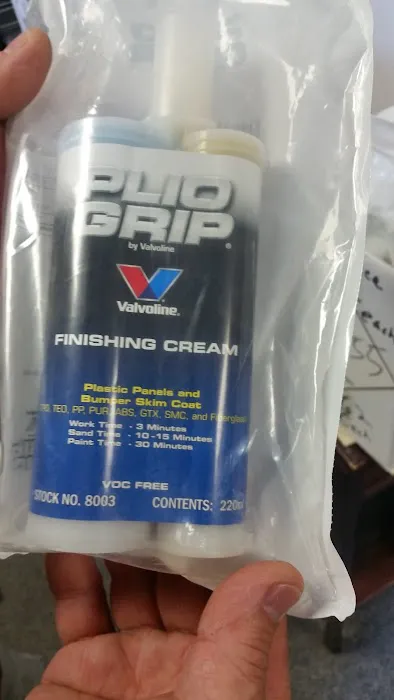 PLIO
GRIP
by Valvoline ®
Valvoline.
FINISHING CREAM
Plastic Panels and
Bumper Skim Coat
TEO, PP, PUR, ABS, GTX, SMC, and Fiberglass
Work Time - 3 Minutes
Sand Time - 10-15 Minutes
Paint Time - 30 Minutes
VOC FREE
STOCK NO. 8003 CONTENTS: 220ml